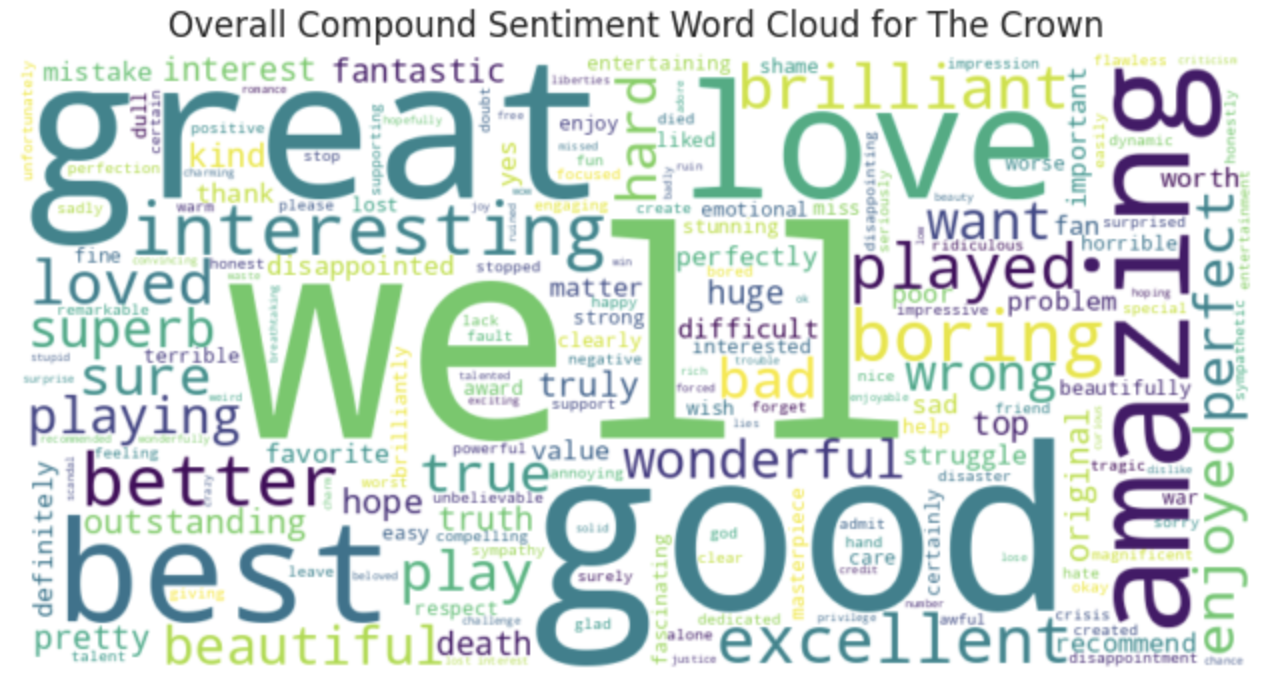 Overall Compound Sentiment Word Cloud for The Crown
unfortunately
mistake
interest
fantastic
entertaining
shame
impression
flawless
criticism
great
romance
liberties
dull
certain
positive
kind
stop
thank
charming
perfection
sadly
warm
please
lost
supporting
hopefully
doubt
free
enjoy
yes
missed
fun
focused
wow
joy
ruined
engaging
hard
adore
died
liked
badly
ruin
love
brilliant
worse
important
easily
dynamic
honestly
amazing
worth
perfect
entertainment
interesting
create
emotional
miss
stunning
disappointing
seriously
beauty
want
fan
surprised
low
ridiculous
horrible
fine
convincing
honest
disappointed
stopped
win
perfectly
bored
played
hoping
loved
waste
remarkable
superb
breathtaking
well
matter
happy
strong
huge
ok
poor
impressive
problem
special
sympathetic
stupid
terrible
lack
fault
clearly
negative
difficult
interested
trouble
boring
surprise
sure
weird
brilliantly
talented
award
exciting
truly
support
rich
forced
bad
wish
forget
lies
nice
enjoyable
wrong
beautifully
sad
help
friend
top
playing
recommended
wonderfully
feeling
favorite
powerful
value
wonderful
struggle
original
curious
tragic
dislike
enjoyed
definitely
scandal
better
crazy
charm
worst
hope
true
annoying
unbelievable
disaster
war
sorry
outstanding
easy
compelling
truth
sympathy
good
solid
god
clear
masterpiece
admit
hand
care
credit
certainly
lose
magnificent
best
leave
beloved
giving
play
surely
fascinating
hate
okay
respect
challenge
glad
dedicated
privilege
number
awful
crisis
created
pretty
talent
beautiful
death
lost interest
alone
justice
excellent
recommend
disappointment
chance